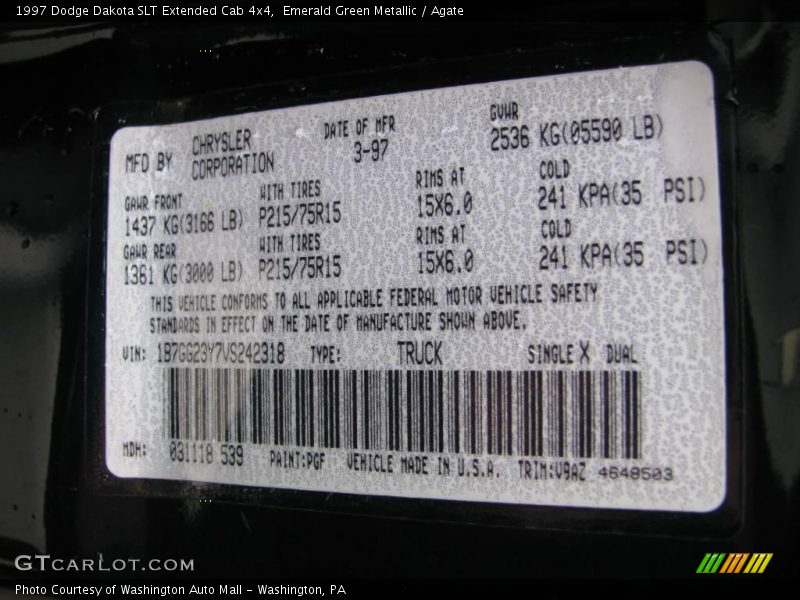 1997 Dodge Dakota SLT Extended Cab 4x4, Emerald Green Metallic / Agate
MFD BY CHRYSLER CORPORATION DATE OF MFR 3-97 GVWR 2536 KG(05590 LB)
GAWR FRONT WITH TIRES RIMS AT COLD
1437 KG(3166 LB) P215/75R15 15X6.0 241 KPA(35 PSI)
GAWR REAR WITH TIRES RIMS AT COLD
1361 KG(3000 LB) P215/75R15 15X6.0 241 KPA(35 PSI)
THIS VEHICLE CONFORMS TO ALL APPLICABLE FEDERAL MOTOR VEHICLE SAFETY
STANDARDS IN EFFECT ON THE DATE OF MANUFACTURE SHOWN ABOVE.
VIN: 1B7GG23Y7VS242318 TYPE: TRUCK SINGLE X DUAL
MDH: 031118 539 PAINT:PGF VEHICLE MADE IN U.S.A. TRIM:V9AZ 4648503
GTCARLOT.COM
Photo Courtesy of Washington Auto Mall - Washington, PA